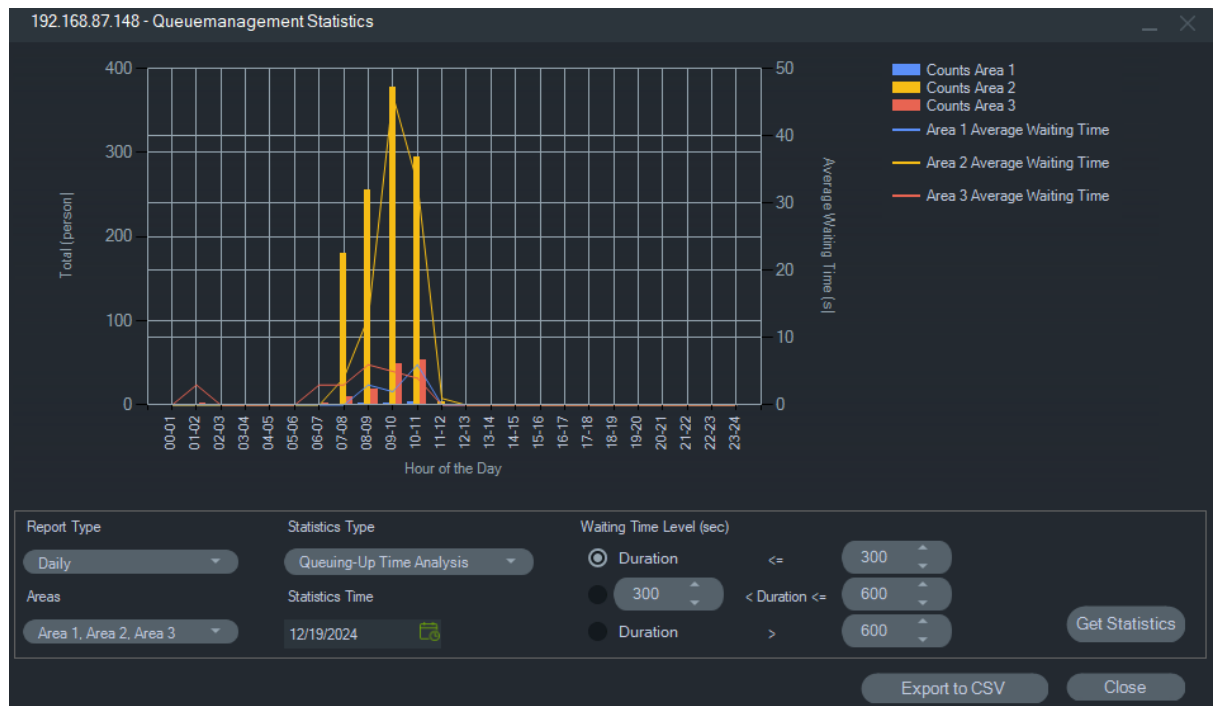 192.168.87.148 - Queuemanagement Statistics
400
300
200
100
0
Total [person]
50
40
30
20
10
0
Average Waiting Time [s]
00-01
01-02
02-03
03-04
04-05
05-06
06-07
07-08
08-09
09-10
10-11
11-12
12-13
13-14
14-15
15-16
16-17
17-18
18-19
19-20
20-21
21-22
22-23
23-24
Hour of the Day
Counts Area 1
Counts Area 2
Counts Area 3
Area 1 Average Waiting Time
Area 2 Average Waiting Time
Area 3 Average Waiting Time
Report Type
Daily
Areas
Area 1, Area 2, Area 3
Statistics Type
Queuing-Up Time Analysis
Statistics Time
12/19/2024
Waiting Time Level (sec)
Duration <= 300
300 < Duration <= 600
Duration > 600
Get Statistics
Export to CSV
Close